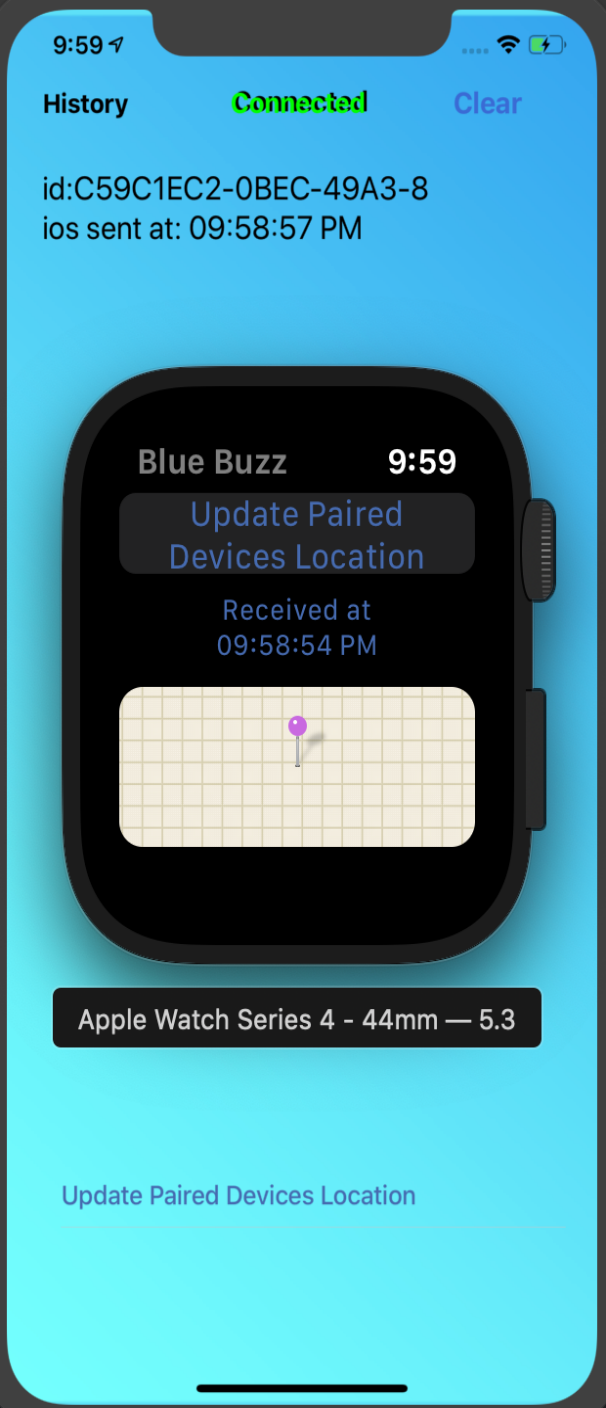 9:59
History Connected Clear
id:C59C1EC2-0BEC-49A3-8
ios sent at: 09:58:57 PM
Blue Buzz 9:59
Update Paired
Devices Location
Received at
09:58:54 PM
Apple Watch Series 4 - 44mm — 5.3
Update Paired Devices Location